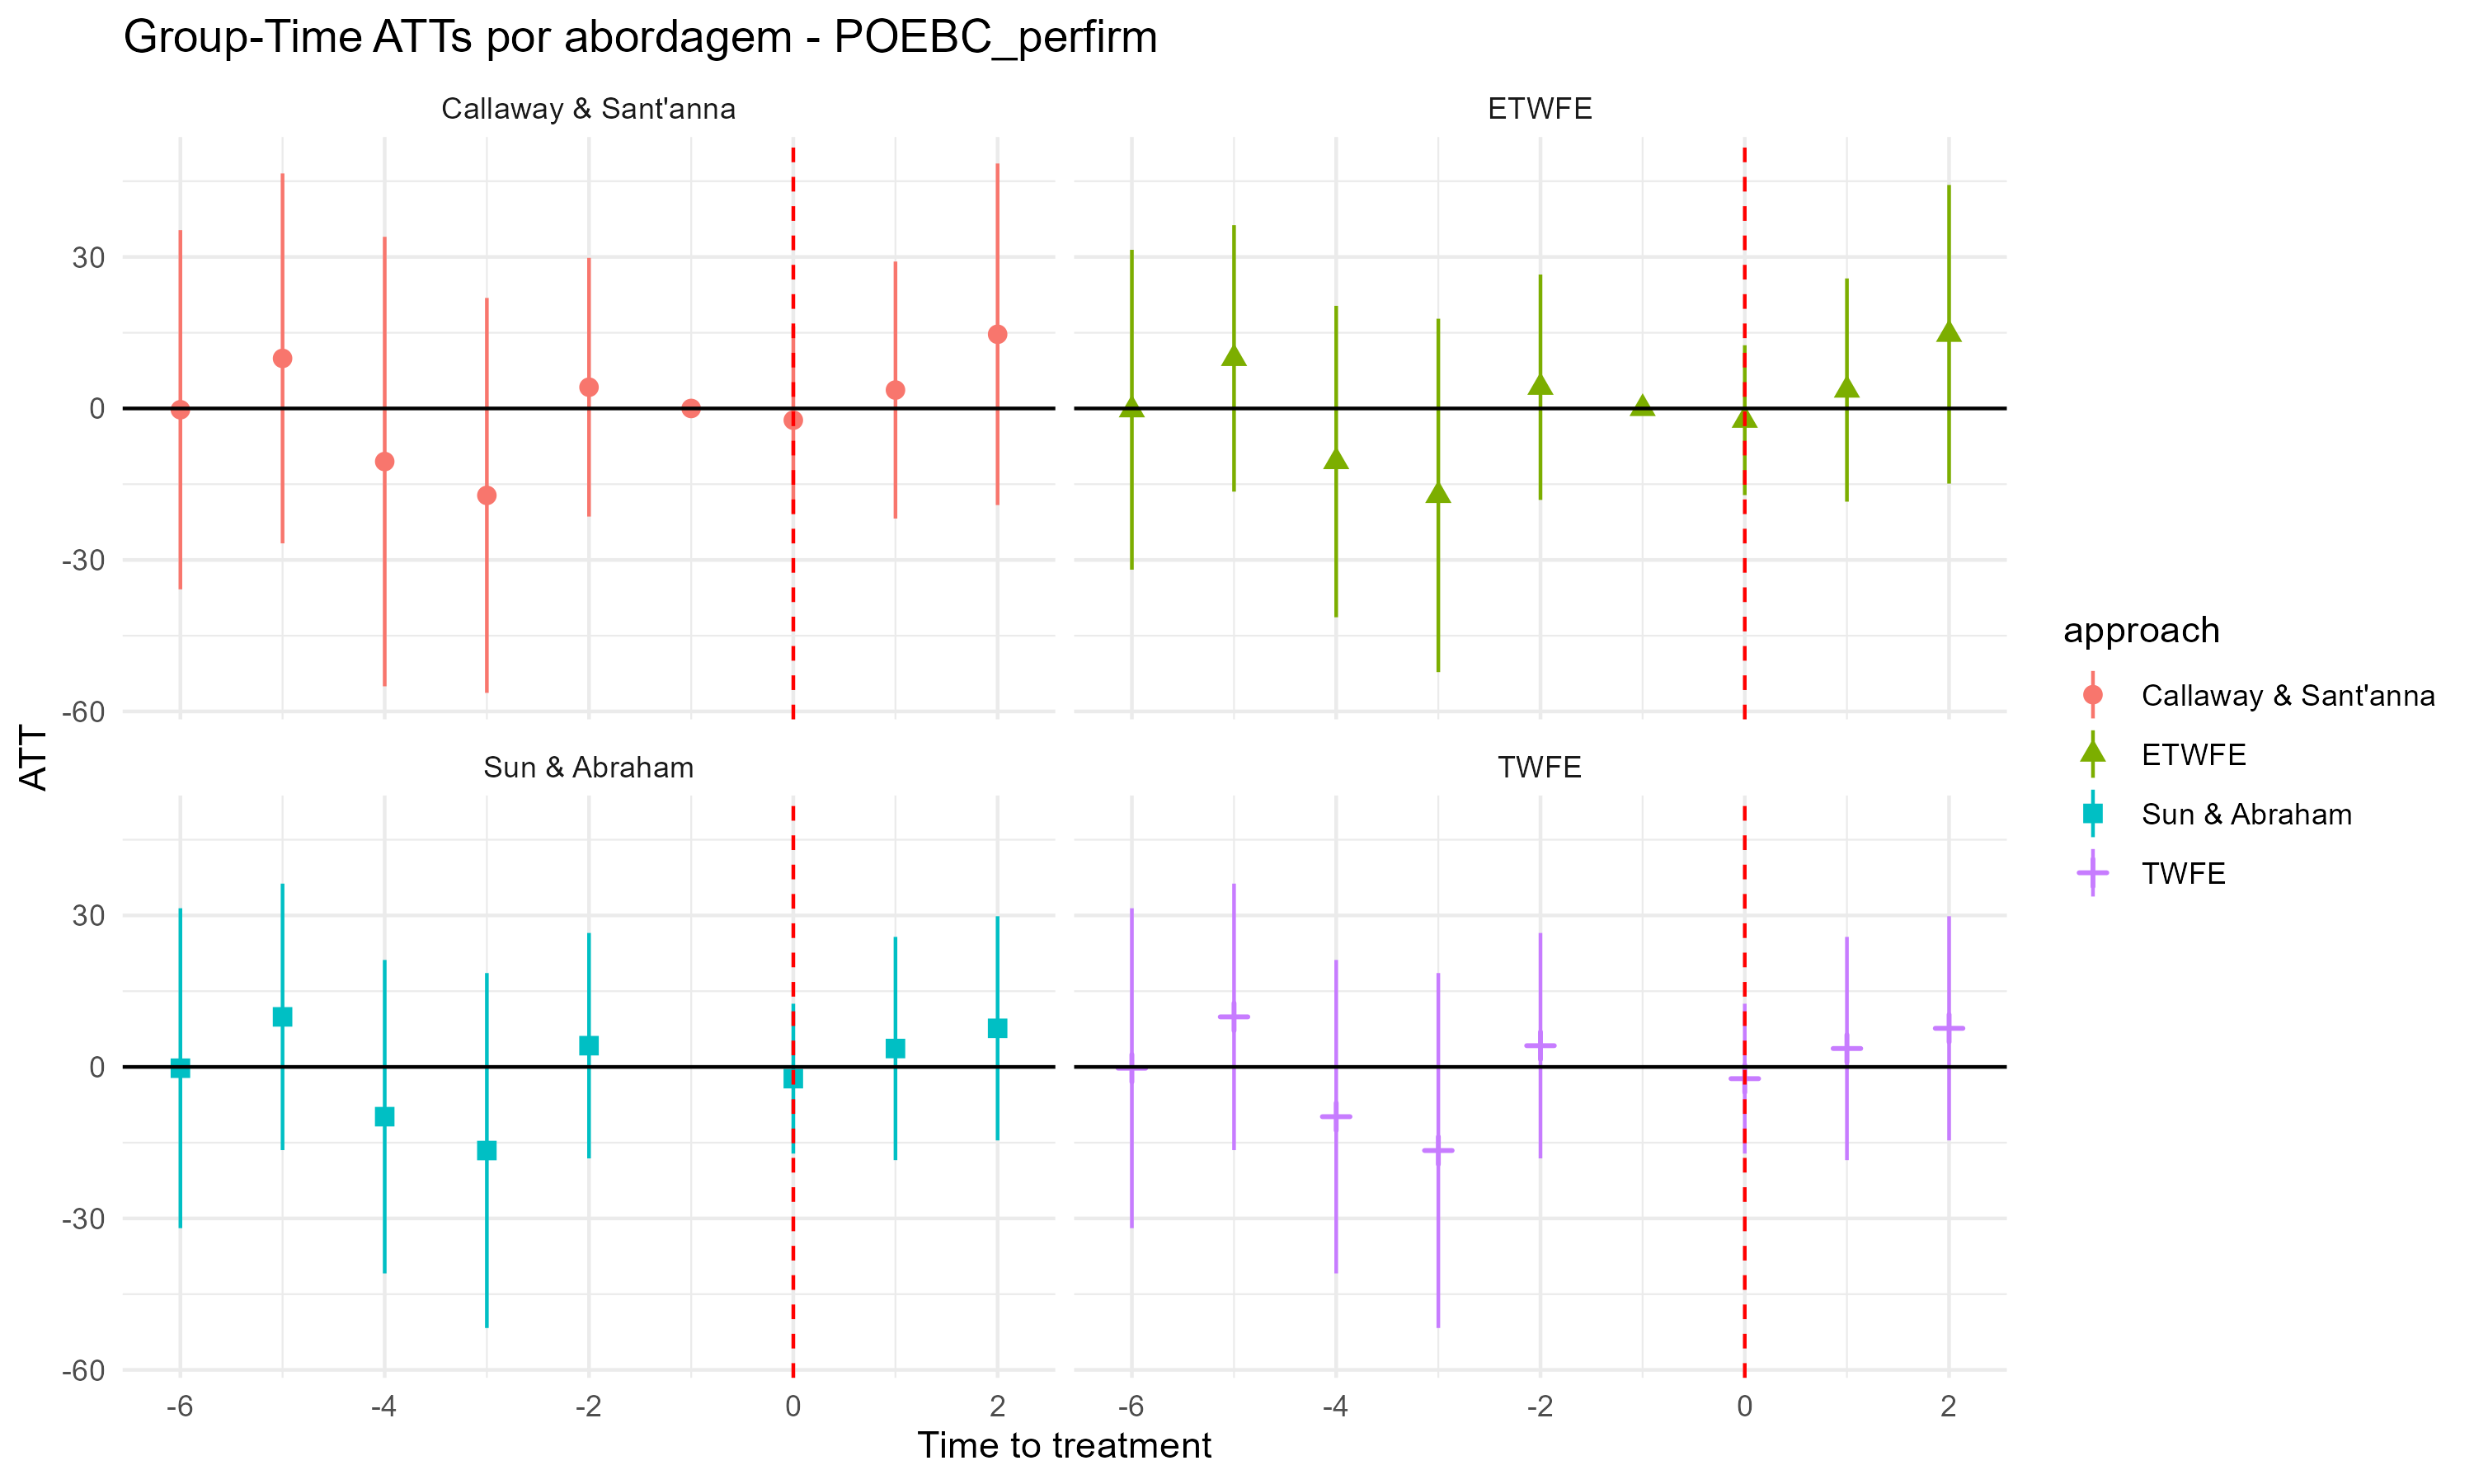 Group-Time ATTs por abordagem - POEBC_perfirm
Callaway & Sant'anna
ETWFE
30
0
-30
-60
Sun & Abraham
TWFE
30
0
-30
-60
-6
-4
-2
0
2
-6
-4
-2
0
2
Time to treatment
ATT
approach
Callaway & Sant'anna
ETWFE
Sun & Abraham
TWFE